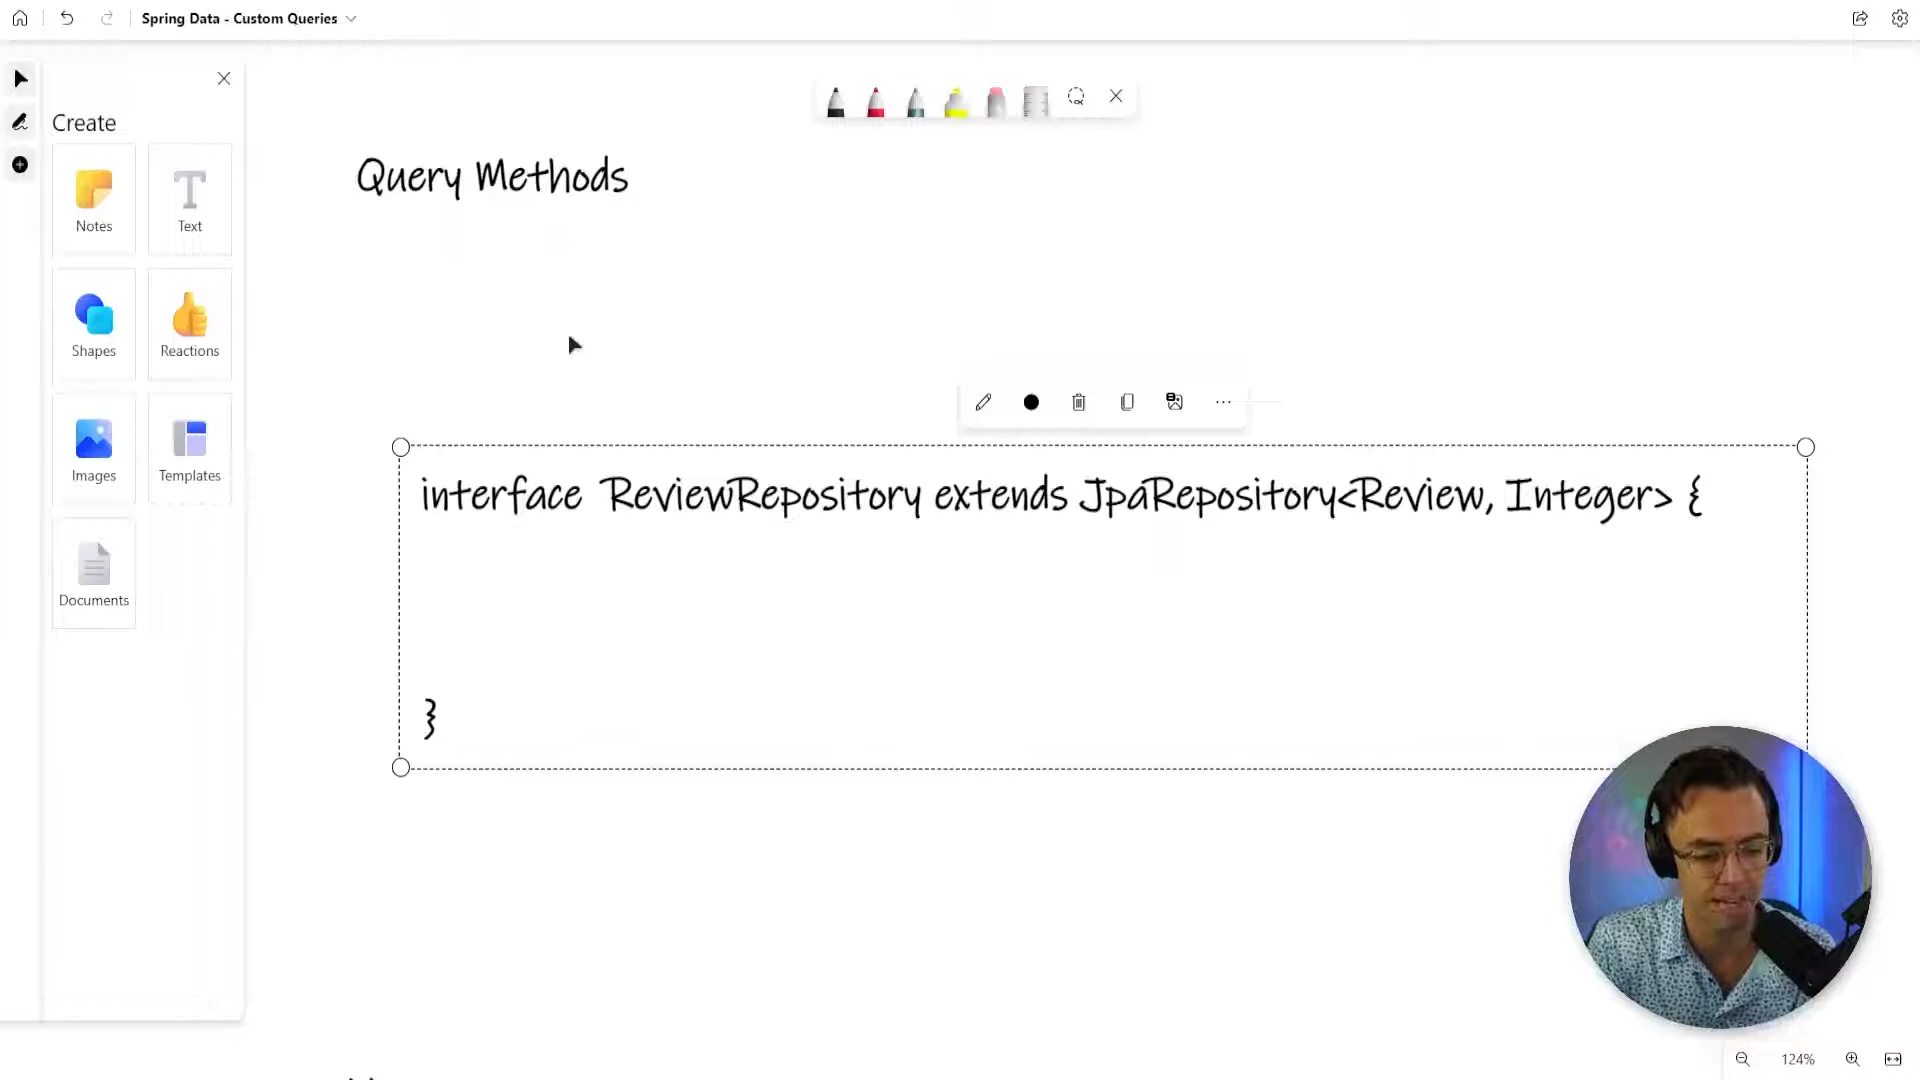 Spring Data - Custom Queries
Create
Notes
Text
Shapes
Reactions
Images
Templates
Documents
Query Methods
interface ReviewRepository extends JpaRepository<Review, Integer> {
}
124%